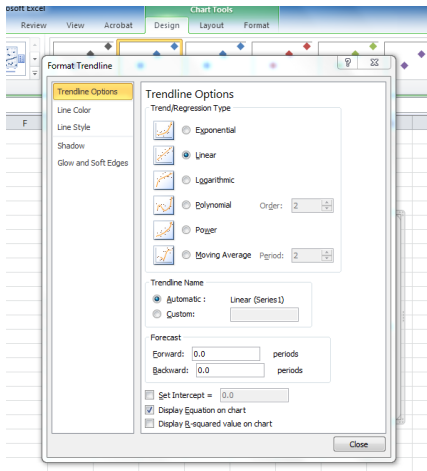 osoft Excel
Chart Tools
Review View Acrobat Design Layout Format
Format Trendline
F
Trendline Options
Line Color
Line Style
Shadow
Glow and Soft Edges
Trendline Options
Trend/Regression Type
Exponential
Linear
Logarithmic
Polynomial Order: 2
Power
Moving Average Period: 2
Trendline Name
Automatic : Linear (Series1)
Custom:
Forecast
Forward: 0.0 periods
Backward: 0.0 periods
Set Intercept = 0.0
Display Equation on chart
Display R-squared value on chart
Close